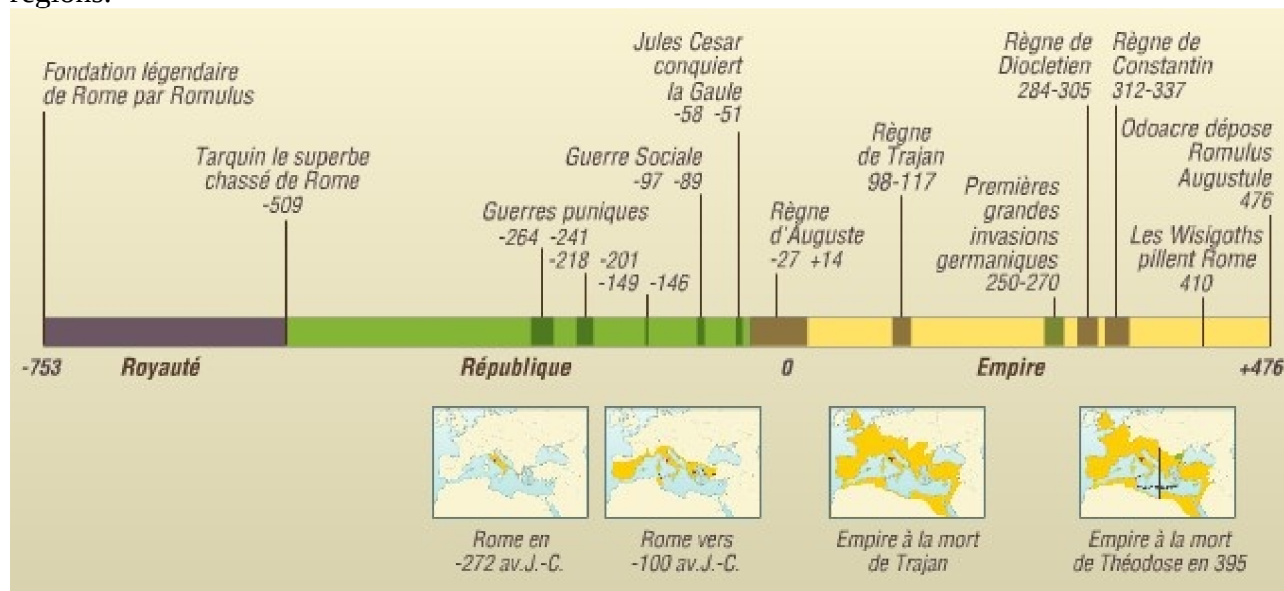 regions.
Fondation légendaire
de Rome par Romulus
Tarquin le superbe
chassé de Rome
-509
Guerres puniques
-264 -241
-218 -201
-149 -146
Guerre Sociale
-97 -89
Jules Cesar
conquiert
la Gaule
-58 -51
Règne
d'Auguste
-27 +14
Règne
de Trajan
98-117
Premières
grandes
invasions
germaniques
250-270
Règne de
Diocletien
284-305
Règne de
Constantin
312-337
Odoacre dépose
Romulus
Augustule
476
Les Wisigoths
pillent Rome
410
-753 Royauté République 0 Empire +476
Rome en
-272 av.J.-C.
Rome vers
-100 av.J.-C.
Empire à la mort
de Trajan
Empire à la mort
de Théodose en 395